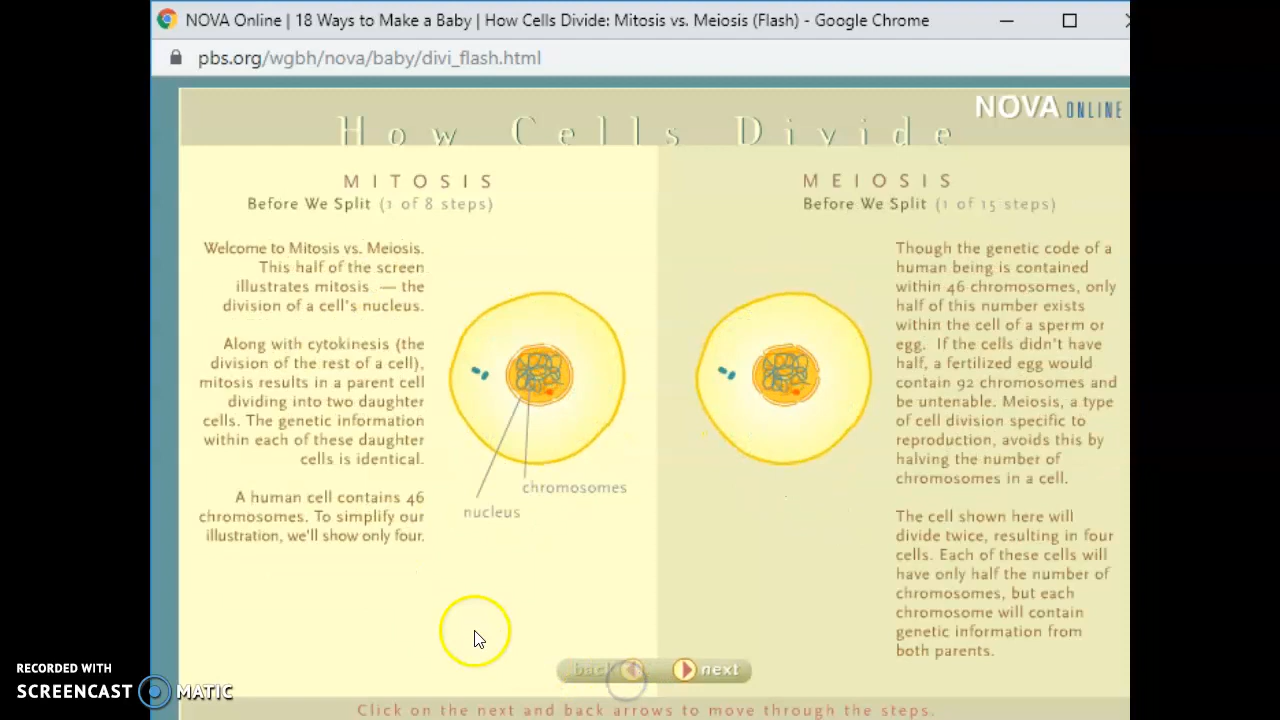 NOVA Online | 18 Ways to Make a Baby | How Cells Divide: Mitosis vs. Meiosis (Flash) - Google Chrome
pbs.org/wgbh/nova/baby/divi_flash.html
NOVA ONLINE
How Cells Divide
MITOSIS
Before We Split (1 of 8 steps)
Welcome to Mitosis vs. Meiosis.
This half of the screen
illustrates mitosis — the
division of a cell's nucleus.
Along with cytokinesis (the
division of the rest of a cell),
mitosis results in a parent cell
dividing into two daughter
cells. The genetic information
within each of these daughter
cells is identical.
A human cell contains 46
chromosomes. To simplify our
illustration, we'll show only four.
chromosomes
nucleus
MEIOSIS
Before We Split (1 of 15 steps)
Though the genetic code of a
human being is contained
within 46 chromosomes, only
half of this number exists
within the cell of a sperm or
egg. If the cells didn't have
half, a fertilized egg would
contain 92 chromosomes and
be untenable. Meiosis, a type
of cell division specific to
reproduction, avoids this by
halving the number of
chromosomes in a cell.
The cell shown here will
divide twice, resulting in four
cells. Each of these cells will
have only half the number of
chromosomes, but each
chromosome will contain
genetic information from
both parents.
back next
Click on the next and back arrows to move through the steps.
RECORDED WITH
SCREENCAST MATIC